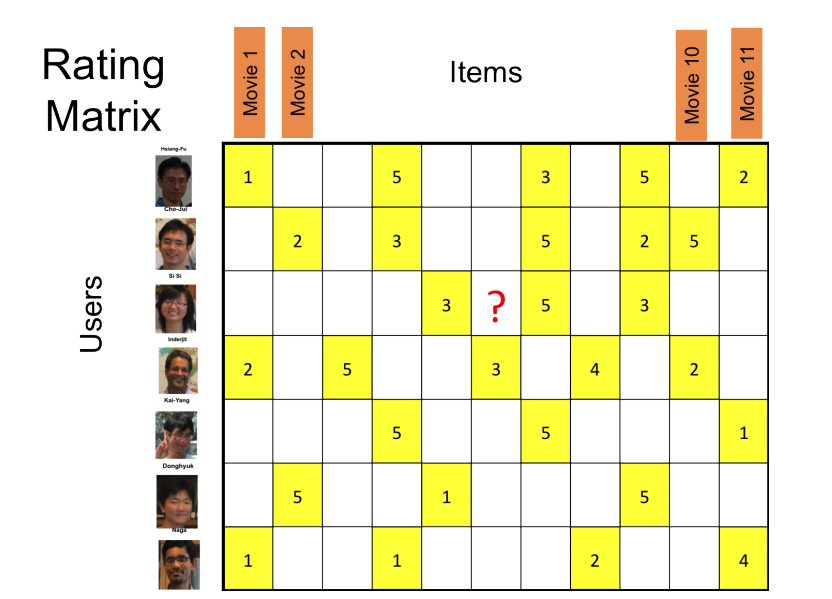 Rating
Matrix
Items
Movie 1
Movie 2
Movie 10
Movie 11
Users
Hsiang-Fu
1 5 3 5 2
Cho-Jui
2 3 5 2 5
Si Si
3 ? 5 3
Inderjit
2 5 3 4 2
Kai-Yang
5 5 1
Donghyuk
5 1 5
Naga
1 1 2 4